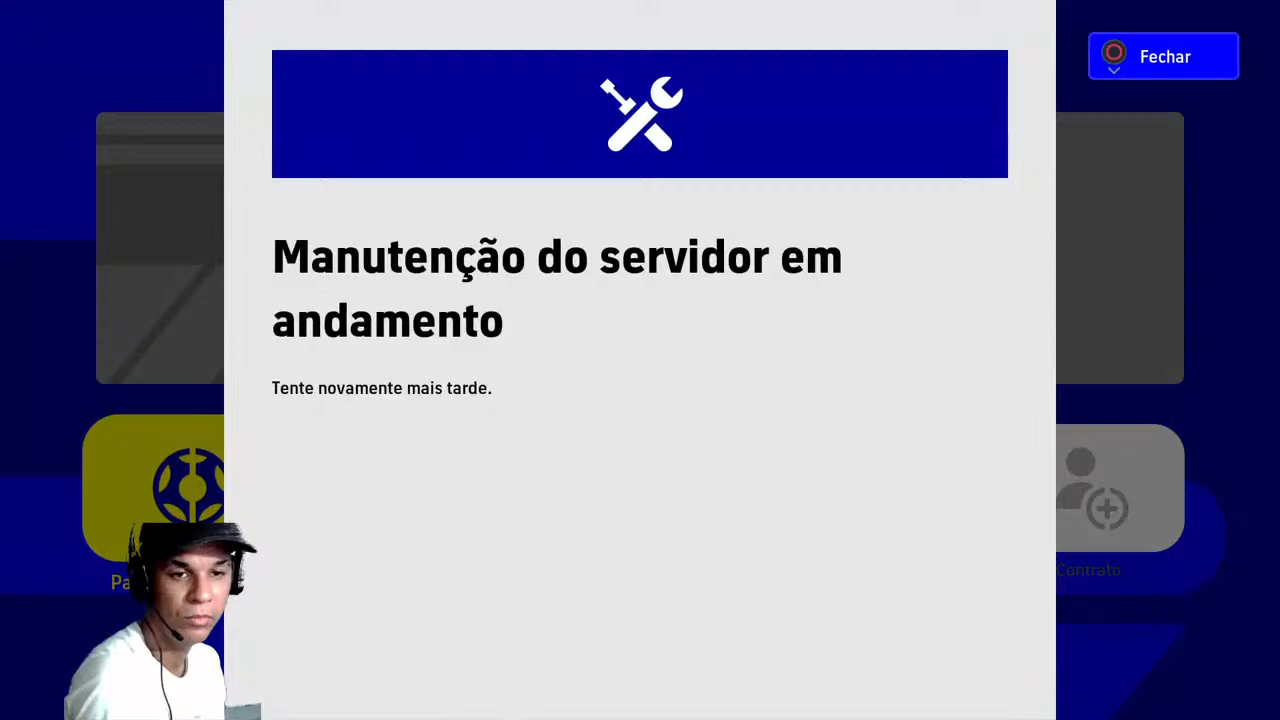 Fechar
Manutenção do servidor em
andamento
Tente novamente mais tarde.
Contrato